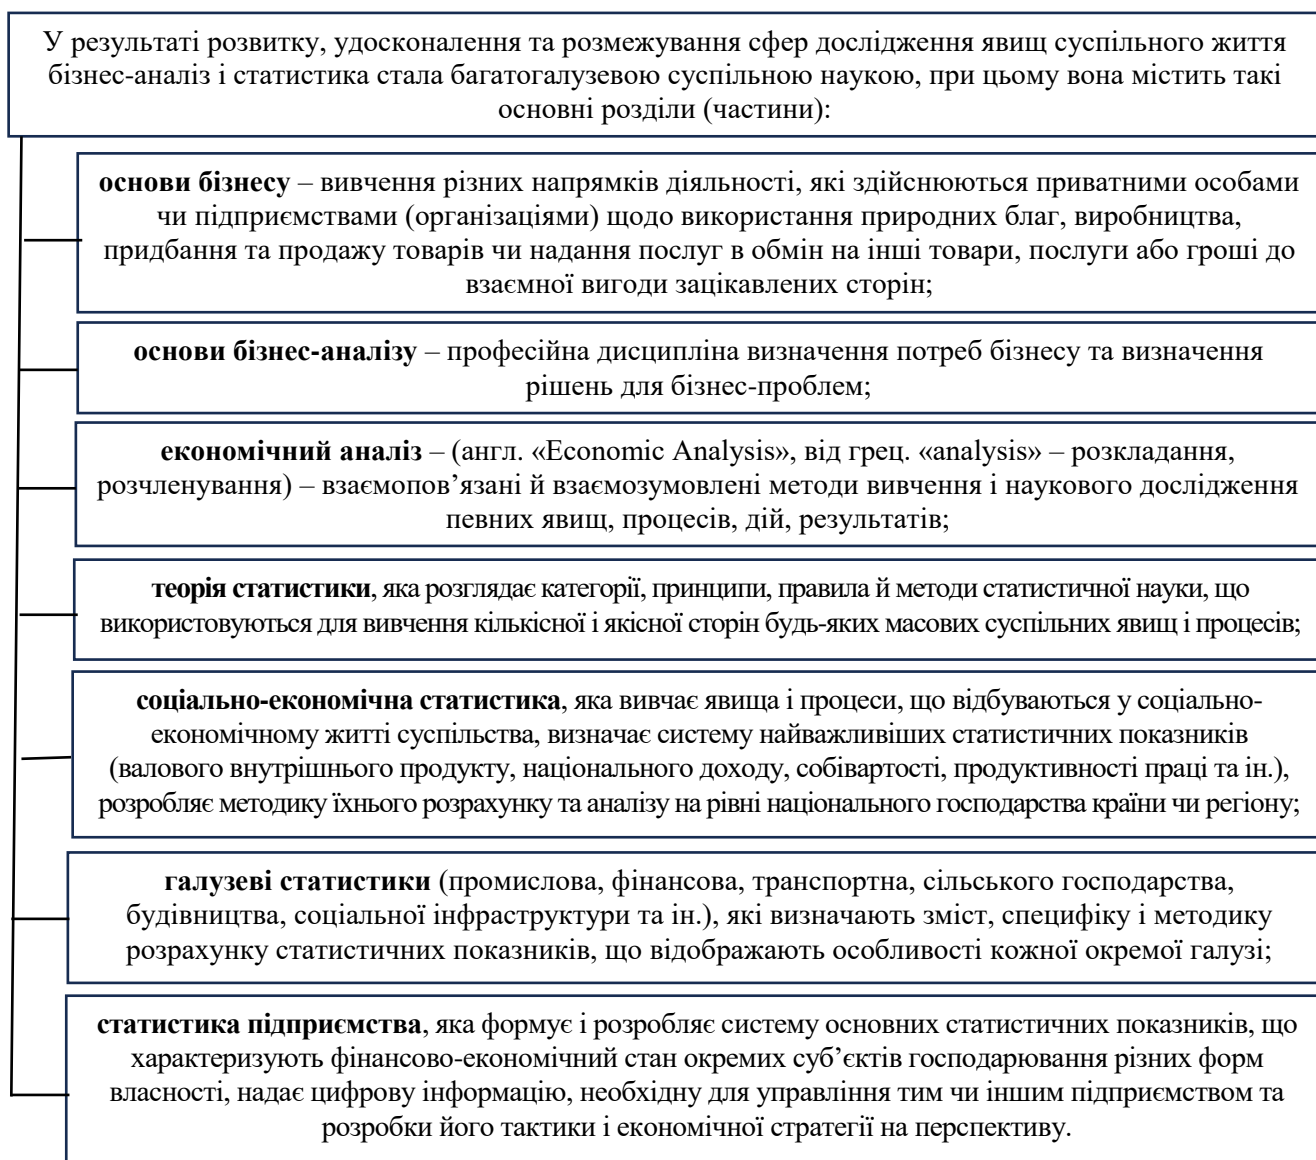 У результаті розвитку, удосконалення та розмежування сфер дослідження явищ суспільного життя
бізнес-аналіз і статистика стала багатогалузевою суспільною наукою, при цьому вона містить такі
основні розділи (частини):
основи бізнесу – вивчення різних напрямків діяльності, які здійснюються приватними особами
чи підприємствами (організаціями) щодо використання природних благ, виробництва,
придбання та продажу товарів чи надання послуг в обмін на інші товари, послуги або гроші до
взаємної вигоди зацікавлених сторін;
основи бізнес-аналізу – професійна дисципліна визначення потреб бізнесу та визначення
рішень для бізнес-проблем;
економічний аналіз – (англ. «Economic Analysis», від грец. «analysis» – розкладання,
розчленування) – взаємопов’язані й взаємозумовлені методи вивчення і наукового дослідження
певних явищ, процесів, дій, результатів;
теорія статистики, яка розглядає категорії, принципи, правила й методи статистичної науки, що
використовуються для вивчення кількісної і якісної сторін будь-яких масових суспільних явищ і процесів;
соціально-економічна статистика, яка вивчає явища і процеси, що відбуваються у соціально-
економічному житті суспільства, визначає систему найважливіших статистичних показників
(валового внутрішнього продукту, національного доходу, собівартості, продуктивності праці та ін.),
розробляє методику їхнього розрахунку та аналізу на рівні національного господарства країни чи регіону;
галузеві статистики (промислова, фінансова, транспортна, сільського господарства,
будівництва, соціальної інфраструктури та ін.), які визначають зміст, специфіку і методику
розрахунку статистичних показників, що відображають особливості кожної окремої галузі;
статистика підприємства, яка формує і розробляє систему основних статистичних показників, що
характеризують фінансово-економічний стан окремих суб’єктів господарювання різних форм
власності, надає цифрову інформацію, необхідну для управління тим чи іншим підприємством та
розробки його тактики і економічної стратегії на перспективу.